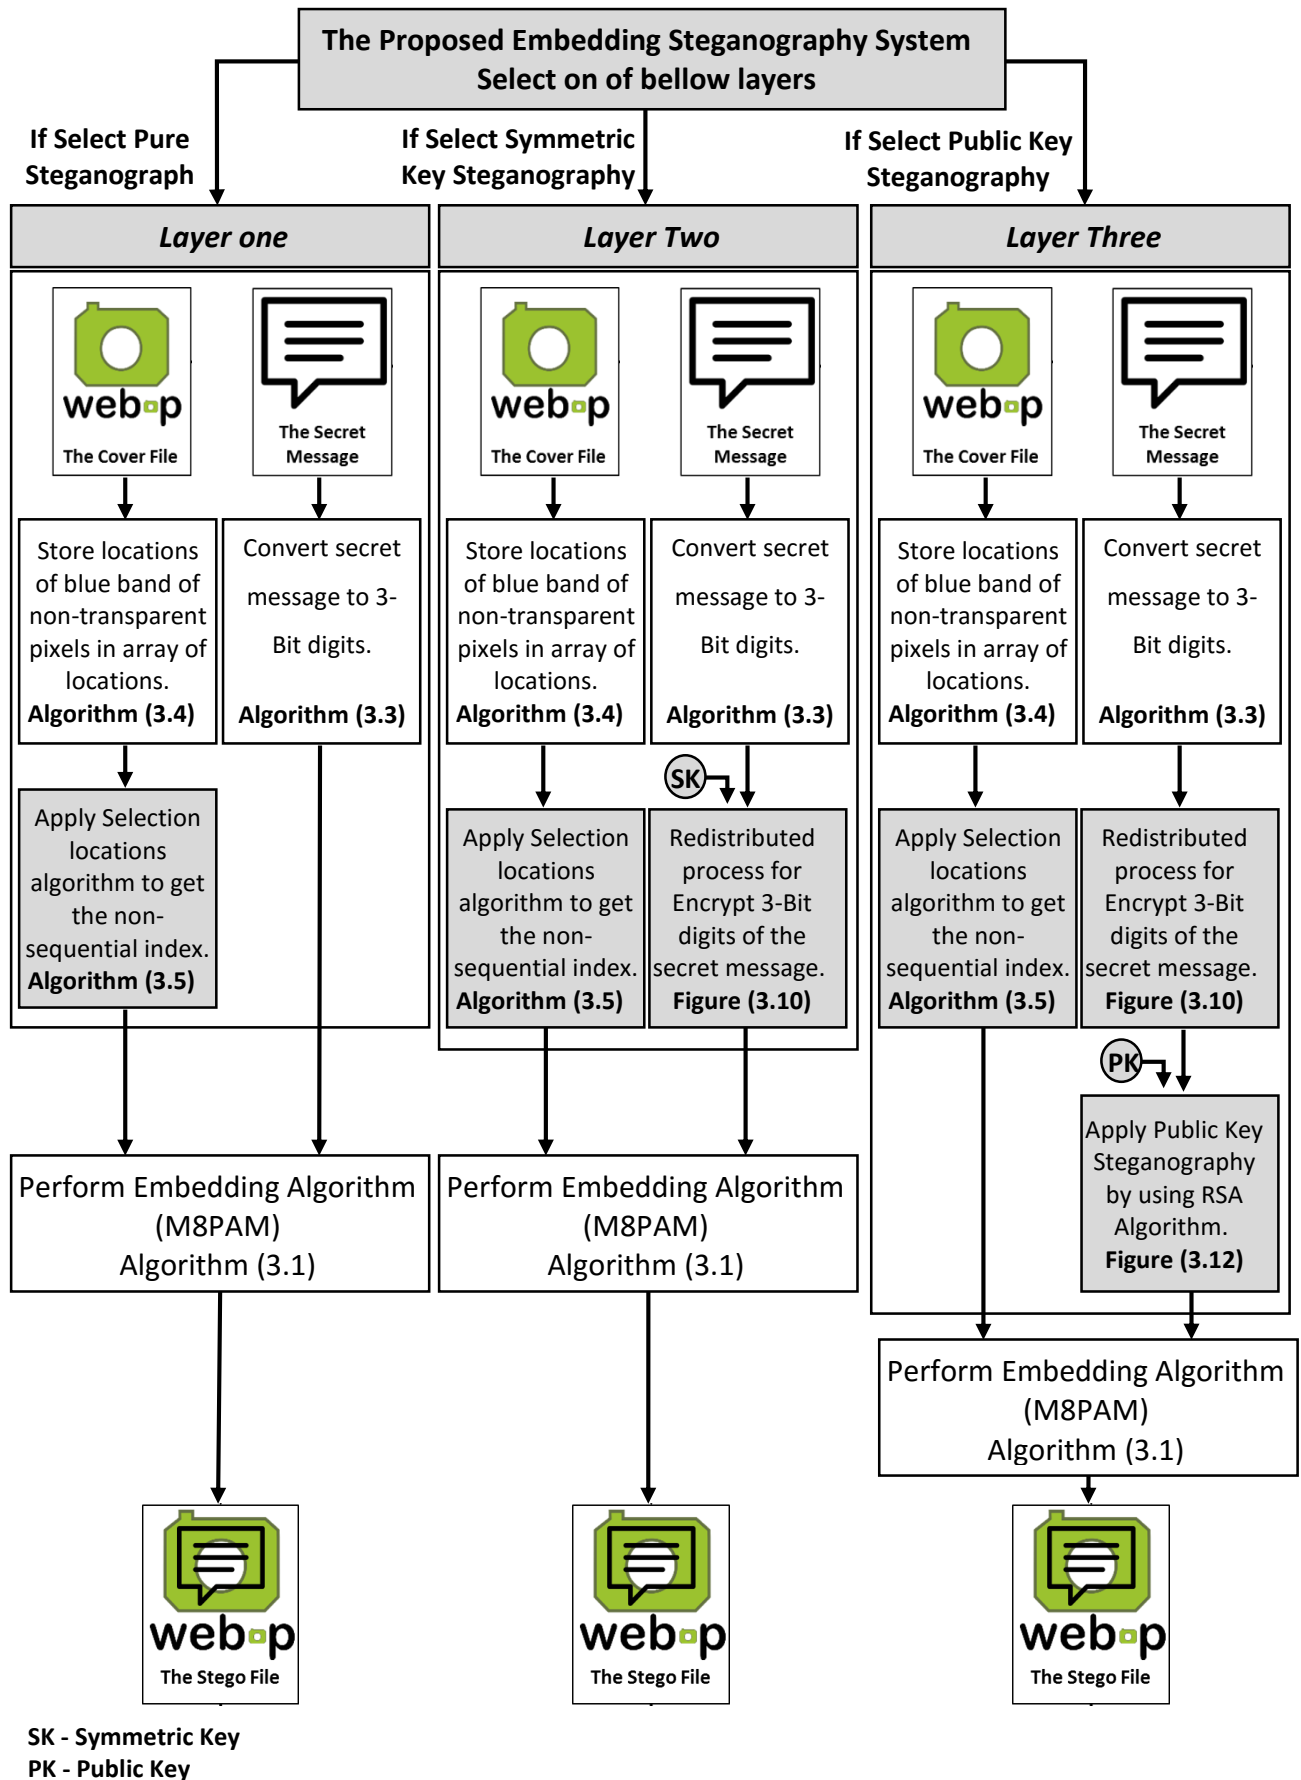 The Proposed Embedding Steganography System
Select on of bellow layers
If Select Pure
Steganograph
If Select Symmetric
Key Steganography
If Select Public Key
Steganography
Layer one
webp
The Cover File
The Secret
Message
Store locations
of blue band of
non-transparent
pixels in array of
locations.
Algorithm (3.4)
Convert secret
message to 3-
Bit digits.
Algorithm (3.3)
Apply Selection
locations
algorithm to get
the non-
sequential index.
Algorithm (3.5)
Perform Embedding Algorithm
(M8PAM)
Algorithm (3.1)
webp
The Stego File
Layer Two
webp
The Cover File
The Secret
Message
Store locations
of blue band of
non-transparent
pixels in array of
locations.
Algorithm (3.4)
Convert secret
message to 3-
Bit digits.
Algorithm (3.3)
SK
Apply Selection
locations
algorithm to get
the non-
sequential index.
Algorithm (3.5)
Redistributed
process for
Encrypt 3-Bit
digits of the
secret message.
Figure (3.10)
Perform Embedding Algorithm
(M8PAM)
Algorithm (3.1)
webp
The Stego File
Layer Three
webp
The Cover File
The Secret
Message
Store locations
of blue band of
non-transparent
pixels in array of
locations.
Algorithm (3.4)
Convert secret
message to 3-
Bit digits.
Algorithm (3.3)
Apply Selection
locations
algorithm to get
the non-
sequential index.
Algorithm (3.5)
Redistributed
process for
Encrypt 3-Bit
digits of the
secret message.
Figure (3.10)
PK
Apply Public Key
Steganography
by using RSA
Algorithm.
Figure (3.12)
Perform Embedding Algorithm
(M8PAM)
Algorithm (3.1)
webp
The Stego File
SK - Symmetric Key
PK - Public Key